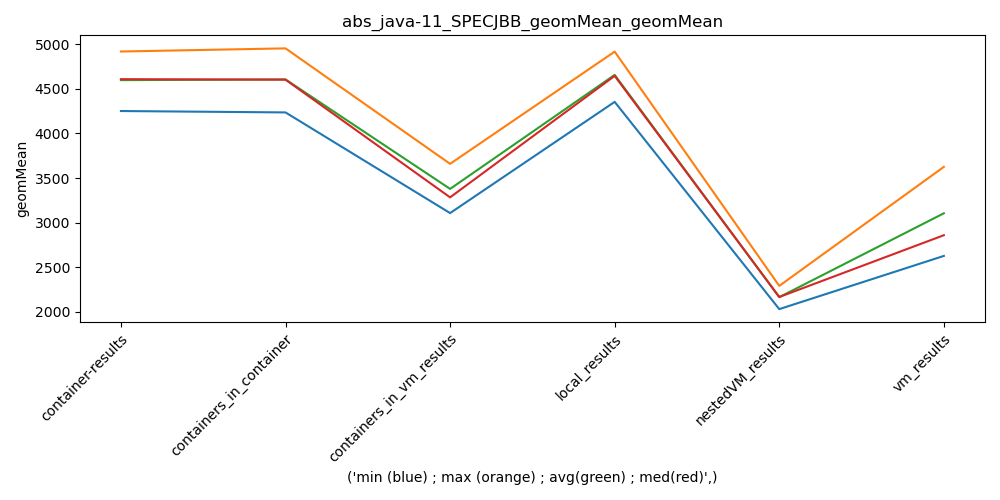 abs_java-11_SPECJBB_geomMean_geomMean
geomMean
5000
4500
4000
3500
3000
2500
2000
container-results
containers_in_container
containers_in_vm_results
local_results
nestedVM_results
vm_results
('min (blue) ; max (orange) ; avg(green) ; med(red)',)